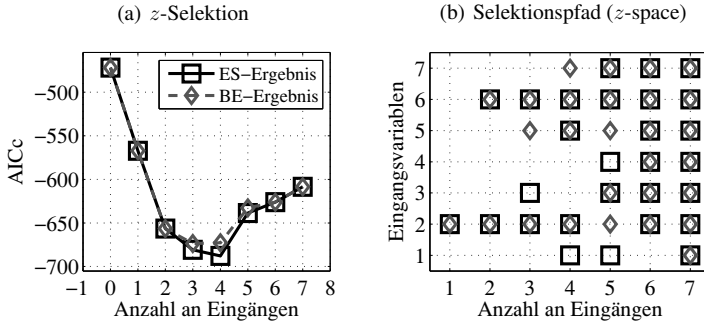 (a) z-Selektion
ES−Ergebnis
BE−Ergebnis
AICc
−500
−550
−600
−650
−700
−1 0 1 2 3 4 5 6 7 8
Anzahl an Eingängen
(b) Selektionspfad (z-space)
Eingangsvariablen
7
6
5
4
3
2
1
1 2 3 4 5 6 7
Anzahl an Eingängen